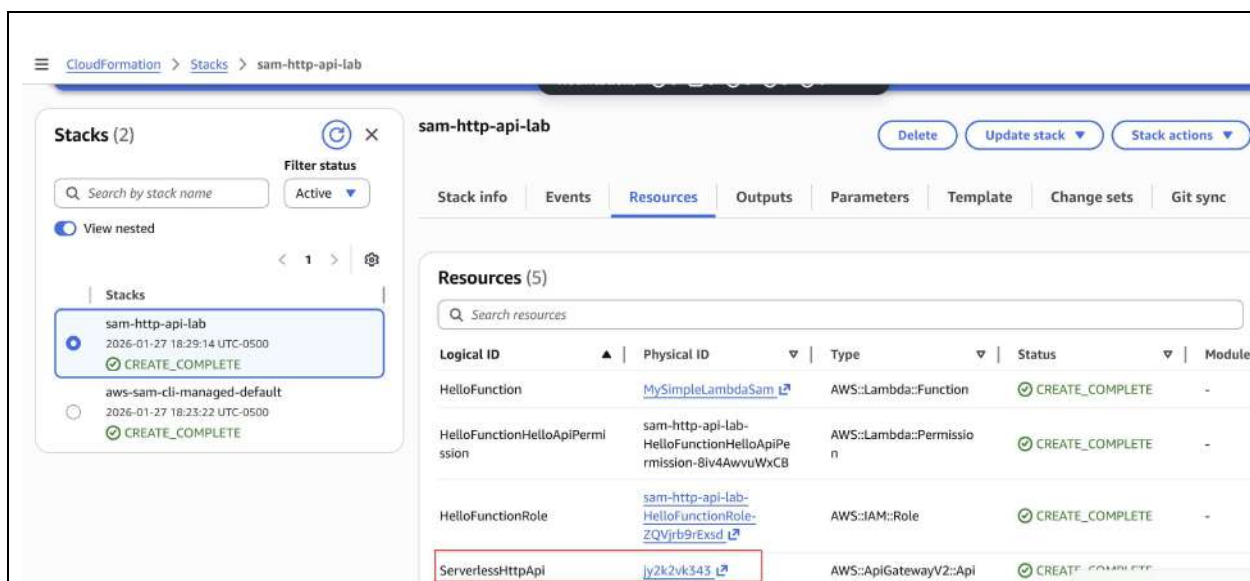 CloudFormation > Stacks > sam-http-api-lab
Stacks (2)
Filter status
Search by stack name
Active
View nested
1
Stacks
sam-http-api-lab
2026-01-27 18:29:14 UTC-0500
CREATE_COMPLETE
aws-sam-cli-managed-default
2026-01-27 18:23:22 UTC-0500
CREATE_COMPLETE
sam-http-api-lab
Delete Update stack Stack actions
Stack info Events Resources Outputs Parameters Template Change sets Git sync
Resources (5)
Search resources
Logical ID Physical ID Type Status Module
HelloFunction MySimpleLambdaSam AWS::Lambda::Function CREATE_COMPLETE -
HelloFunctionHelloApiPermi
ssion
sam-http-api-lab-
HelloFunctionHelloApiPe
rmission-8iv4AwvuWxCB
AWS::Lambda::Permissio
n
CREATE_COMPLETE -
HelloFunctionRole
sam-http-api-lab-
HelloFunctionRole-
ZQVjrb9rExsd
AWS::IAM::Role
CREATE_COMPLETE -
ServerlessHttpApi jy2k2vk343 AWS::ApiGatewayV2::Api CREATE_COMPLETE